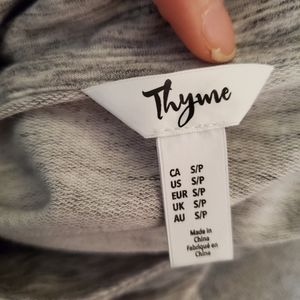 Thyme
CA S/P
US S/P
EUR S/P
UK S/P
AU S/P
Made in
China
Fabriqué en
Chine